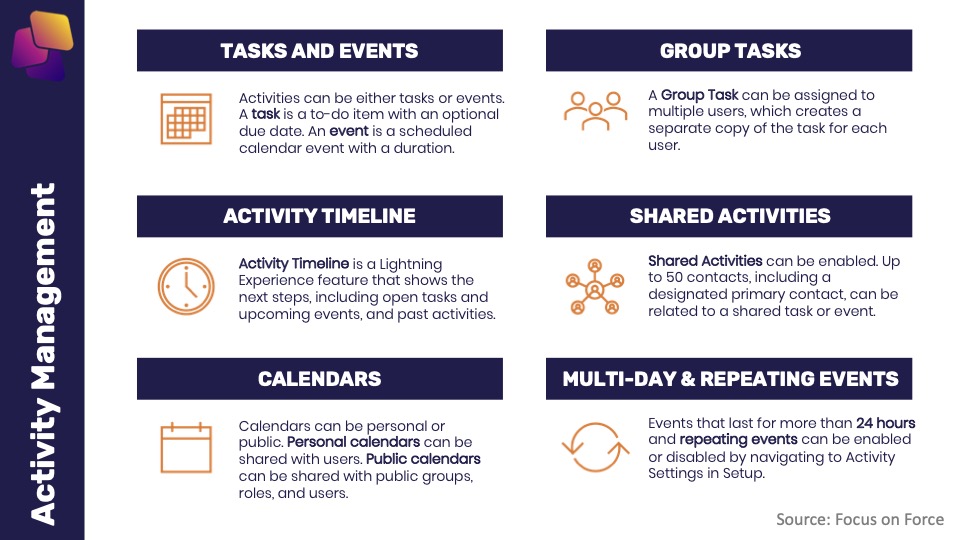 Activity Management
TASKS AND EVENTS
Activities can be either tasks or events.
A task is a to-do item with an optional
due date. An event is a scheduled
calendar event with a duration.
GROUP TASKS
A Group Task can be assigned to
multiple users, which creates a
separate copy of the task for each
user.
ACTIVITY TIMELINE
Activity Timeline is a Lightning
Experience feature that shows the
next steps, including open tasks and
upcoming events, and past activities.
SHARED ACTIVITIES
Shared Activities can be enabled. Up
to 50 contacts, including a
designated primary contact, can be
related to a shared task or event.
CALENDARS
Calendars can be personal or
public. Personal calendars can be
shared with users. Public calendars
can be shared with public groups,
roles, and users.
MULTI-DAY & REPEATING EVENTS
Events that last for more than 24 hours
and repeating events can be enabled
or disabled by navigating to Activity
Settings in Setup.
Source: Focus on Force